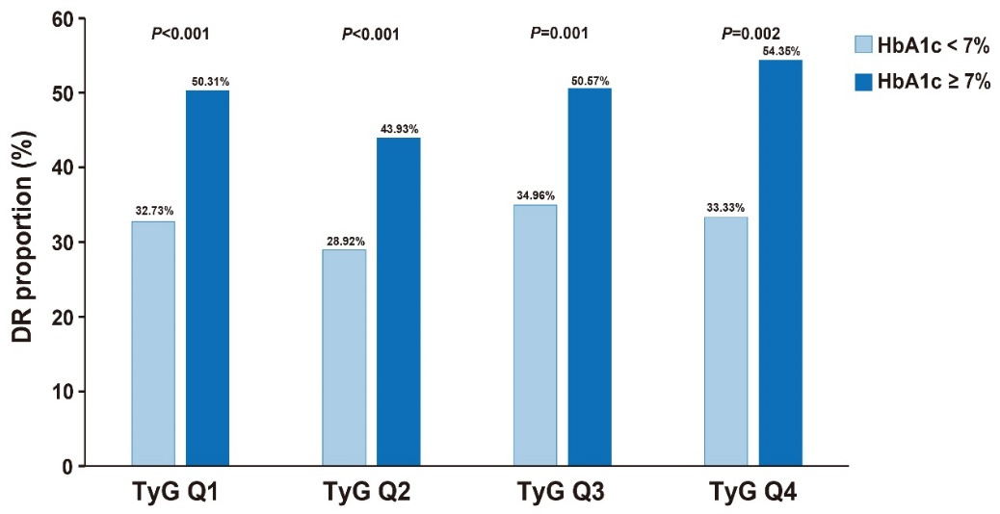 60
50
40
30
20
10
0
DR proportion (%)
P<0.001
P<0.001
P=0.001
P=0.002
32.73%
50.31%
28.92%
43.93%
34.96%
50.57%
33.33%
54.35%
TyG Q1
TyG Q2
TyG Q3
TyG Q4
HbA1c < 7%
HbA1c ≥ 7%